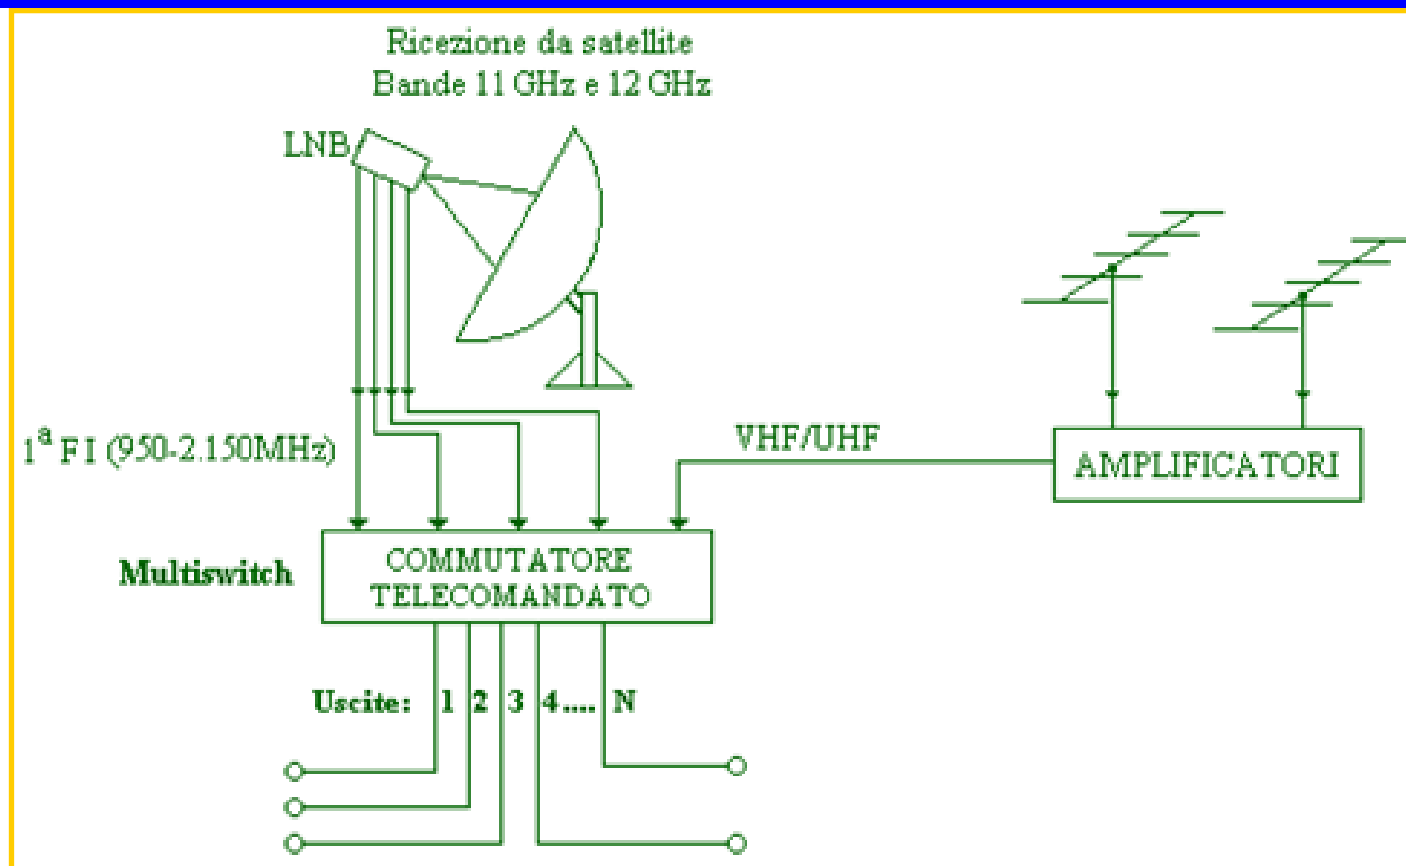 Ricezione da satellite
Bande 11 GHz e 12 GHz
LNB
1ª F I (950-2.150MHz)
VHF/UHF
AMPLIFICATORI
Multiswitch
COMMUTATORE
TELECOMANDATO
Uscite: 1 2 3 4.... N